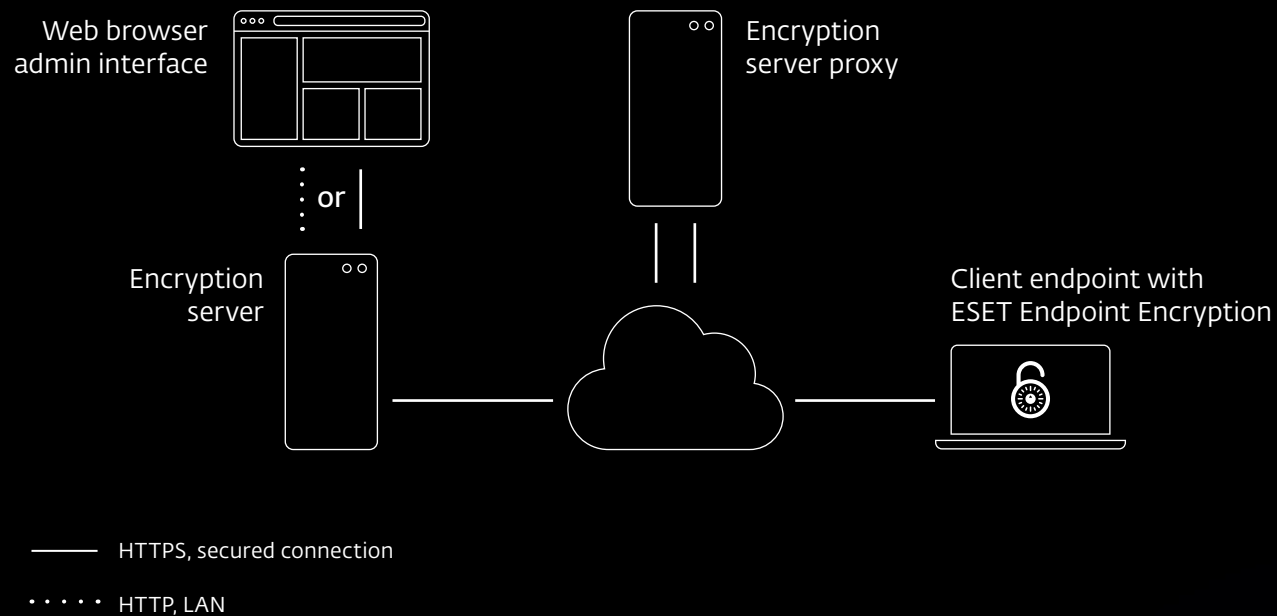 Web browser
admin interface
Encryption
server proxy
or
Encryption
server
Client endpoint with
ESET Endpoint Encryption
HTTPS, secured connection
HTTP, LAN